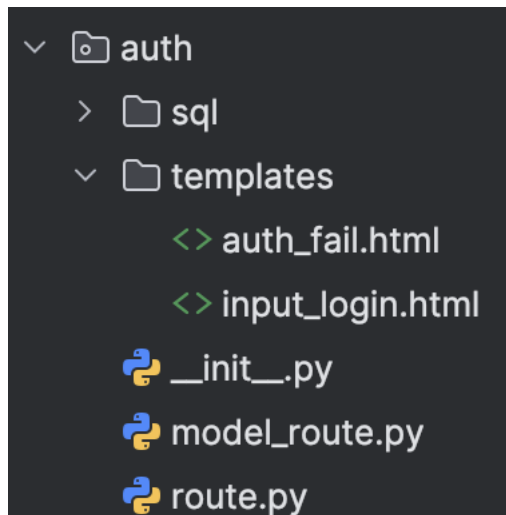 auth
sql
templates
auth_fail.html
input_login.html
__init__.py
model_route.py
route.py